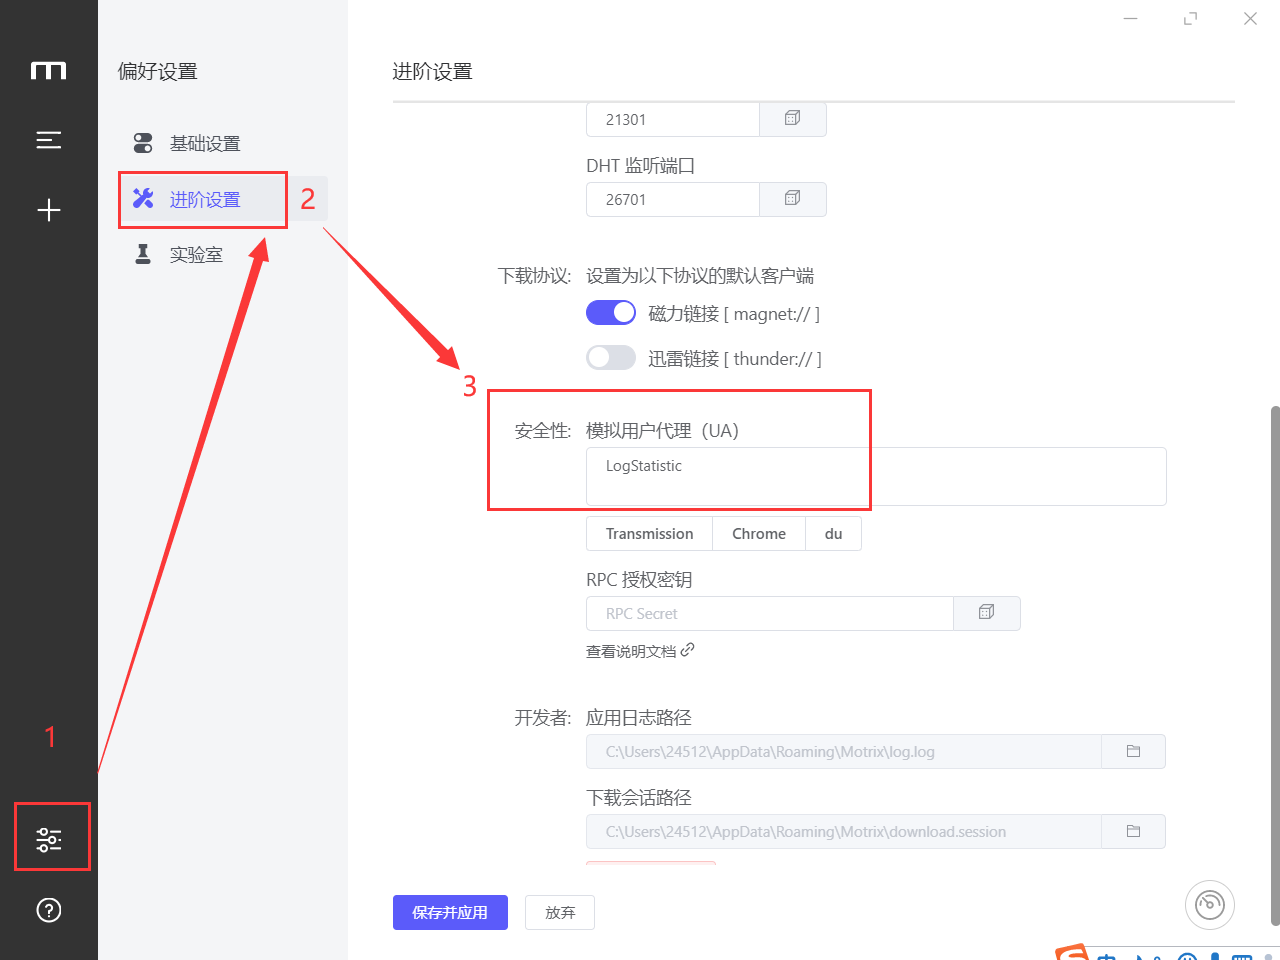 偏好设置
基础设置
进阶设置
2
实验室
1
进阶设置
21301
DHT 监听端口
26701
下载协议: 设置为以下协议的默认客户端
磁力链接 [ magnet:// ]
迅雷链接 [ thunder:// ]
3
安全性: 模拟用户代理（UA）
LogStatistic
Transmission Chrome du
RPC 授权密钥
RPC Secret
查看说明文档
开发者: 应用日志路径
C:\Users\24512\AppData\Roaming\Motrix\log.log
下载会话路径
C:\Users\24512\AppData\Roaming\Motrix\download.session
保存并应用 放弃